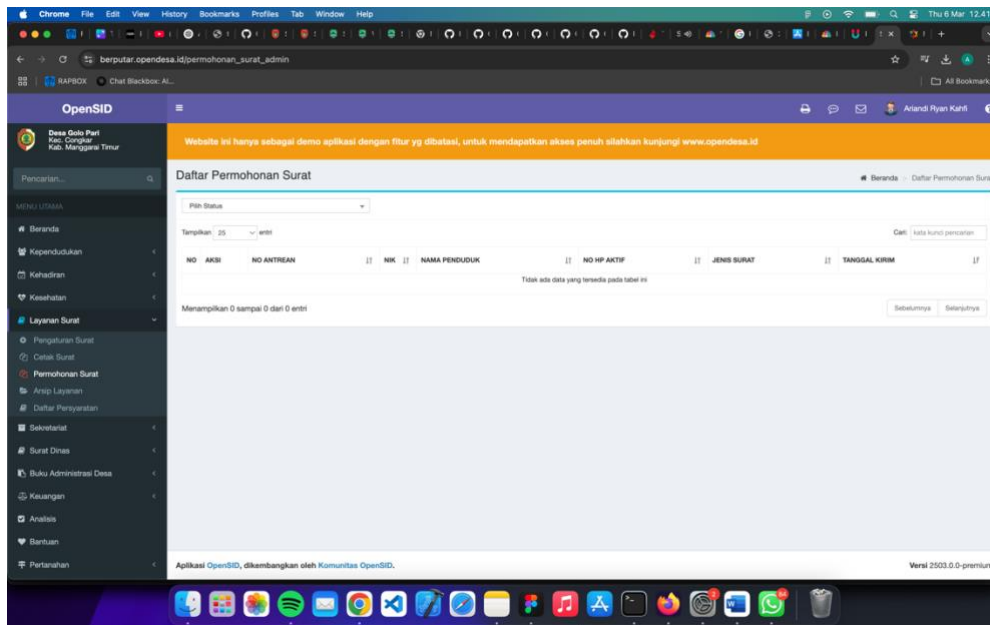 Chrome File Edit View History Bookmarks Profiles Tab Window Help
Thu 6 Mar 12.41
berputar.opendesa.id/permohonan_surat_admin
RAPBOX Chat Blackbox: AI...
All Bookmarks
OpenSID
Ariandi Ryan Kahfi
Desa Golo Pari
Kec. Congkar
Kab. Manggarai Timur
Website ini hanya sebagai demo aplikasi dengan fitur yg dibatasi, untuk mendapatkan akses penuh silahkan kunjungi www.opendesa.id
Pencarian...
Daftar Permohonan Surat
Beranda > Daftar Permohonan Sura
MENU UTAMA
Beranda
Kependudukan
Kehadiran
Kesehatan
Layanan Surat
Pengaturan Surat
Cetak Surat
Permohonan Surat
Arsip Layanan
Daftar Persyaratan
Sekretariat
Surat Dinas
Buku Administrasi Desa
Keuangan
Analisis
Bantuan
Pertanahan
Pilih Status
Tampilkan 25 entri
Cari: kata kunci pencarian
NO AKSI NO ANTREAN NIK NAMA PENDUDUK NO HP AKTIF JENIS SURAT TANGGAL KIRIM
Tidak ada data yang tersedia pada tabel ini
Menampilkan 0 sampai 0 dari 0 entri
Sebelumnya Selanjutnya
Aplikasi OpenSID, dikembangkan oleh Komunitas OpenSID.
Versi 2503.0.0-premium